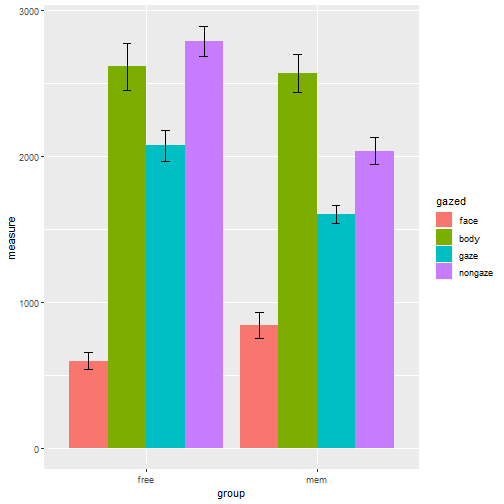 3000
2000
1000
0
measure
free
mem
group
gazed
face
body
gaze
nongaze